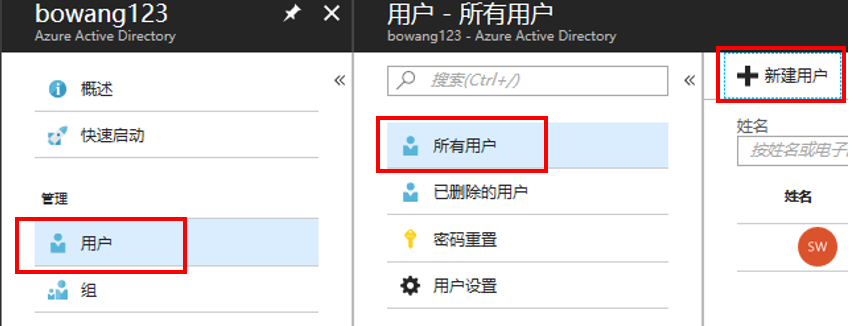 bowang123
Azure Active Directory
概述
快速启动
管理
用户
组
用户 - 所有用户
bowang123 - Azure Active Directory
搜索(Ctrl+/)
所有用户
已删除的用户
密码重置
用户设置
新建用户
姓名
按姓名或电子
姓名
SW